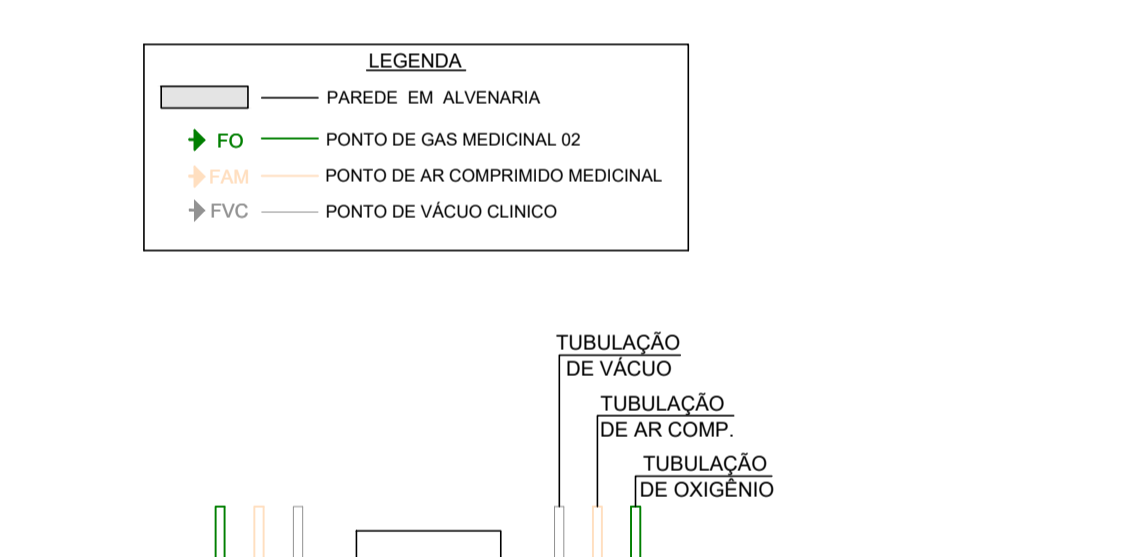 LEGENDA
PAREDE EM ALVENARIA
FO PONTO DE GAS MEDICINAL 02
FAM PONTO DE AR COMPRIMIDO MEDICINAL
FVC PONTO DE VÁCUO CLINICO
TUBULAÇÃO
DE VÁCUO
TUBULAÇÃO
DE AR COMP.
TUBULAÇÃO
DE OXIGÊNIO